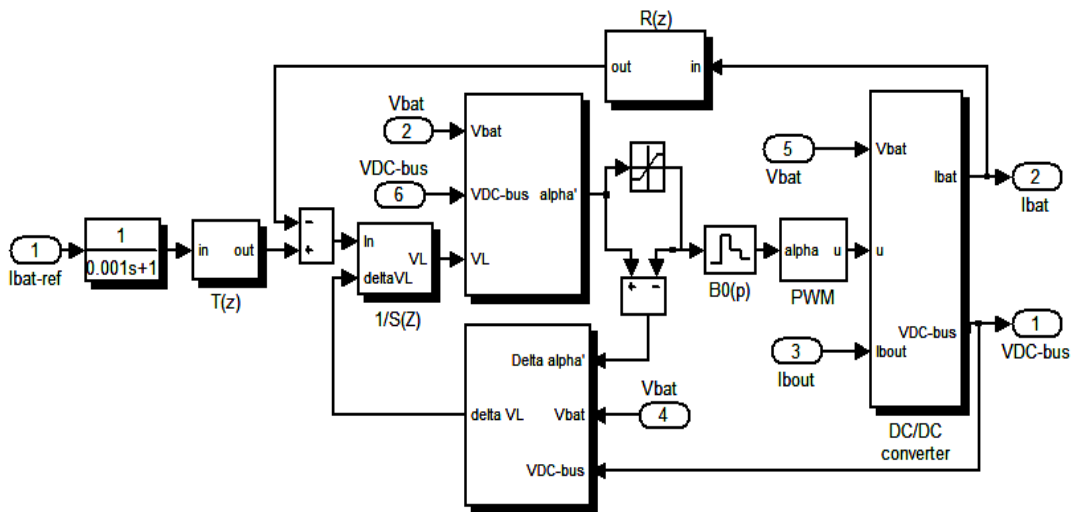 R(z)
out
in
Vbat
2
Vbat
VDC-bus
6
VDC-bus
alpha'
VL
5
Vbat
Vbat
Ibat
2
Ibat
1
Ibat-ref
1
0.001s+1
in
out
T(z)
-
+
In
VL
deltaVL
1/S(Z)
+
-
B0(p)
alpha
u
PWM
u
VDC-bus
1
VDC-bus
3
Ibout
Ibout
DC/DC
converter
Delta alpha'
Vbat
4
delta VL
Vbat
VDC-bus